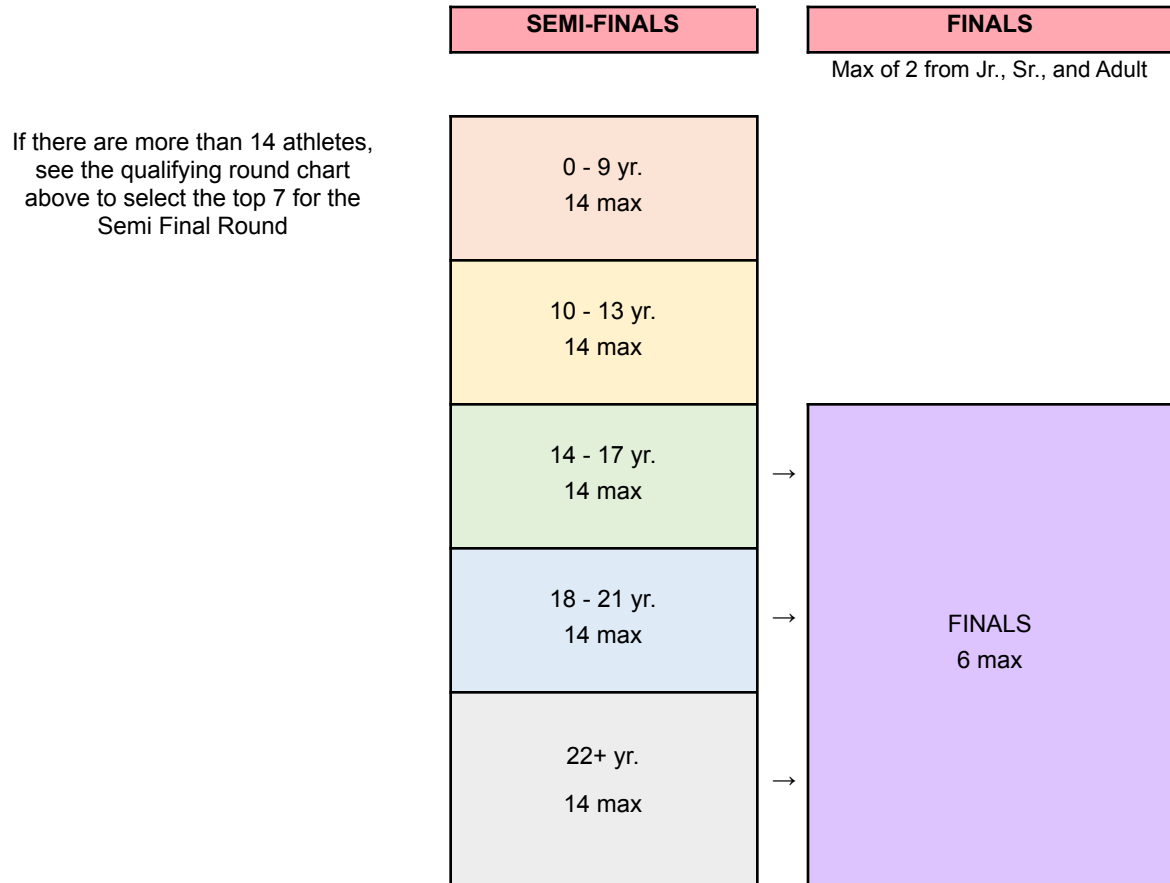 SEMI-FINALS
FINALS
Max of 2 from Jr., Sr., and Adult
If there are more than 14 athletes,
see the qualifying round chart
above to select the top 7 for the
Semi Final Round
0 - 9 yr.
14 max
10 - 13 yr.
14 max
14 - 17 yr.
14 max
→
18 - 21 yr.
14 max
→
FINALS
6 max
22+ yr.
14 max
→